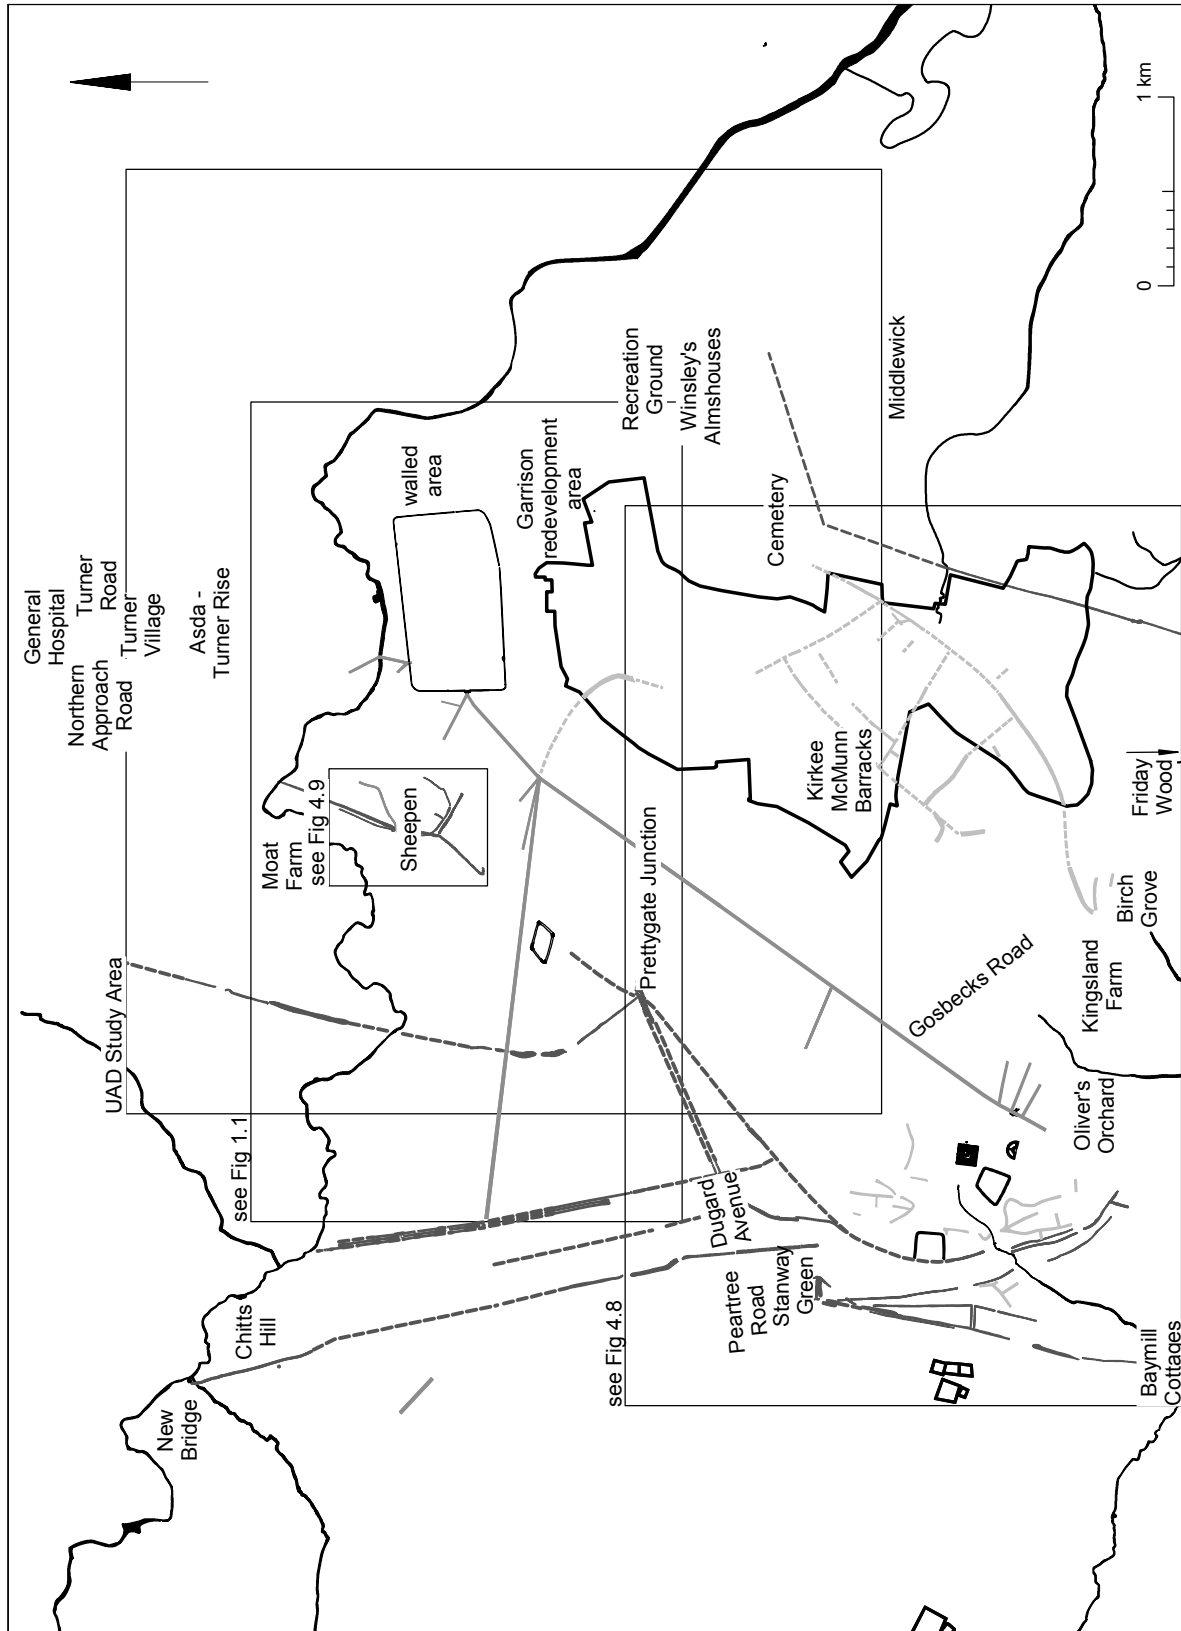 General
Hospital
Northern
Approach
Road
Turner
Road
Turner
Village
Asda -
Turner Rise
UAD Study Area
see Fig 1.1
Moat
Farm
see Fig 4.9
Sheepen
walled
area
Garrison
redevelopment
area
Recreation
Ground
Winsley's
Almshouses
Chitts
Hill
New
Bridge
Prettygate Junction
Dugard
Avenue
Peartree
Road
Stanway
Green
see Fig 4.8
Cemetery
Kirkee
McMunn
Barracks
Middlewick
Gosbecks Road
Oliver's
Orchard
Kingsland
Farm
Birch
Grove
Friday
Wood
Baymill
Cottages
0
1 km